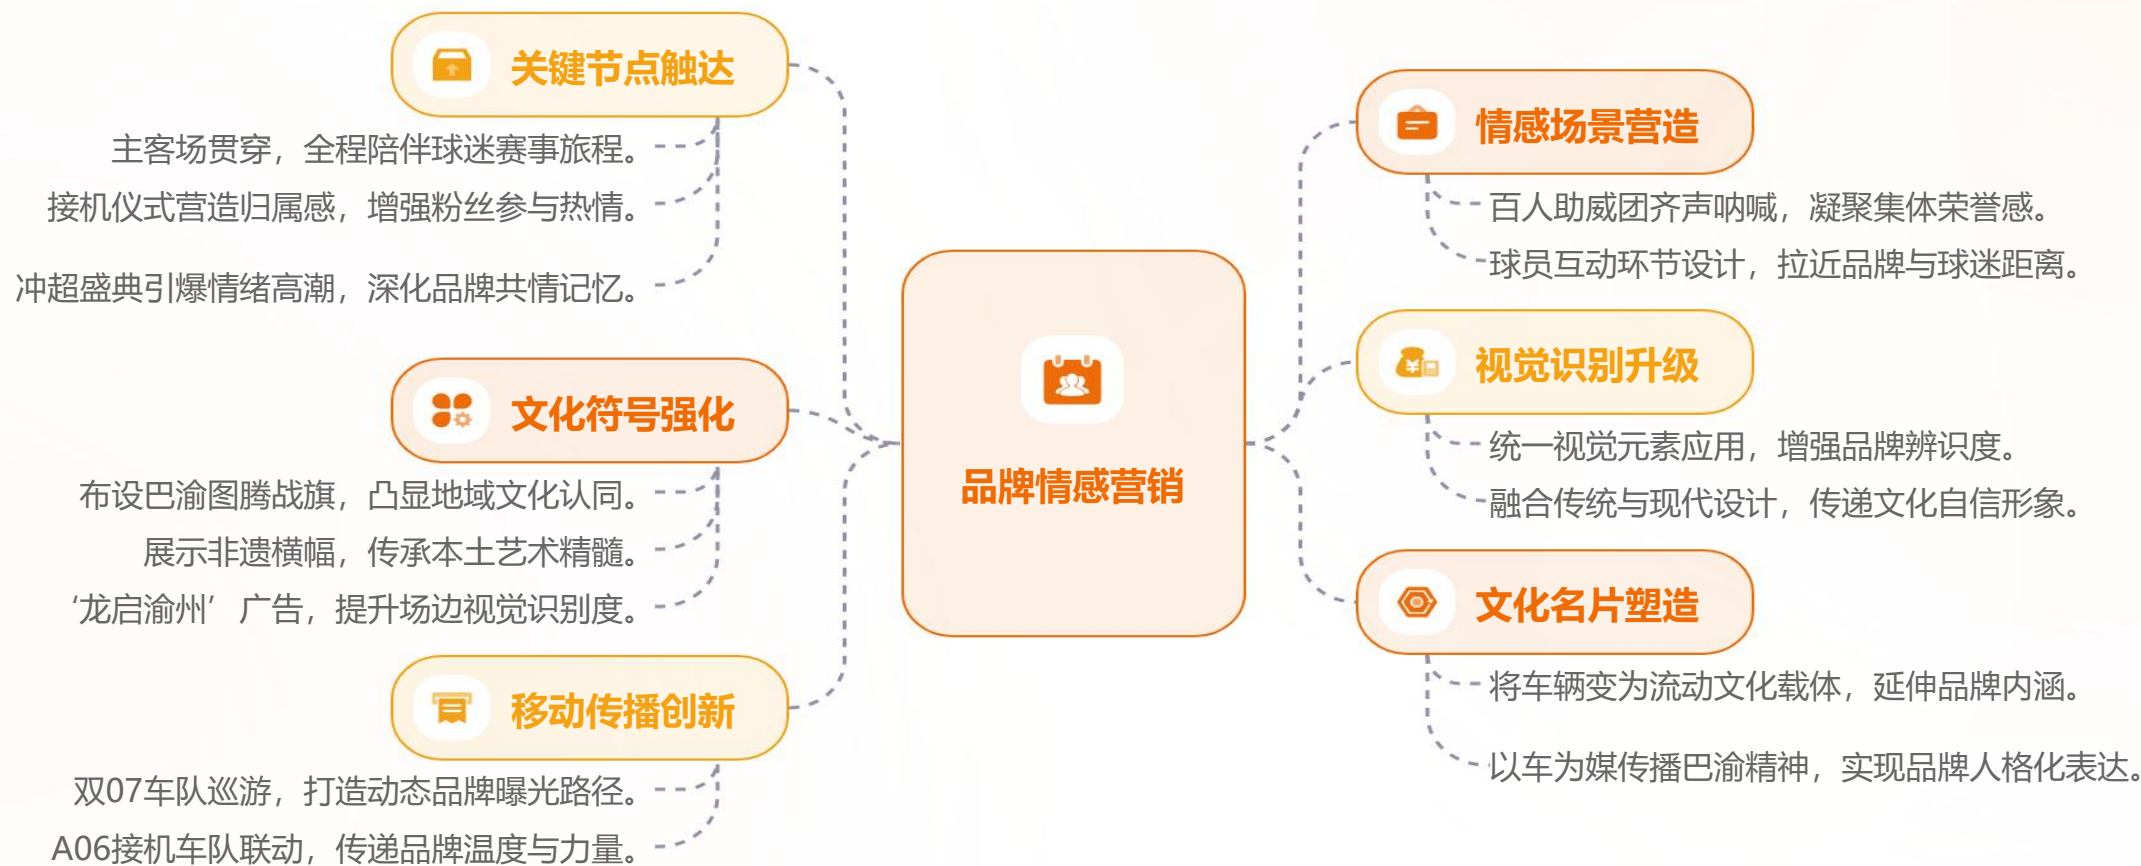 关键节点触达
主客场贯穿，全程陪伴球迷赛事旅程。
接机仪式营造归属感，增强粉丝参与热情。
冲超盛典引爆情绪高潮，深化品牌共情记忆。
文化符号强化
布设巴渝图腾战旗，凸显地域文化认同。
展示非遗横幅，传承本土艺术精髓。
‘龙启渝州’广告，提升场边视觉识别度。
移动传播创新
双07车队巡游，打造动态品牌曝光路径。
A06接机车队联动，传递品牌温度与力量。
品牌情感营销
情感场景营造
百人助威团齐声呐喊，凝聚集体荣誉感。
球员互动环节设计，拉近品牌与球迷距离。
视觉识别升级
统一视觉元素应用，增强品牌辨识度。
融合传统与现代设计，传递文化自信形象。
文化名片塑造
将车辆变为流动文化载体，延伸品牌内涵。
以车为媒传播巴渝精神，实现品牌人格化表达。